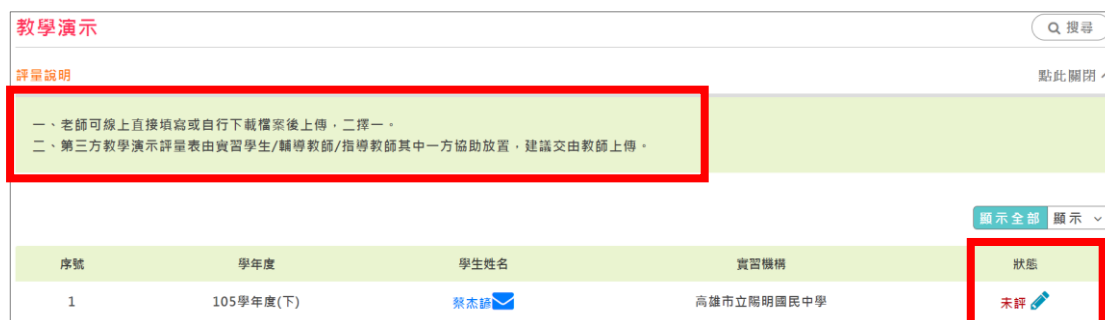 教學演示
搜尋
評量說明
點此關閉
一、老師可線上直接填寫或自行下載檔案後上傳，二擇一。
二、第三方教學演示評量表由實習學生/輔導教師/指導教師其中一方協助放置，建議交由教師上傳。
顯示全部 顯示
序號 學年度 學生姓名 實習機構 狀態
1 105學年度(下) 蔡杰諺 高雄市立陽明國民中學 未評